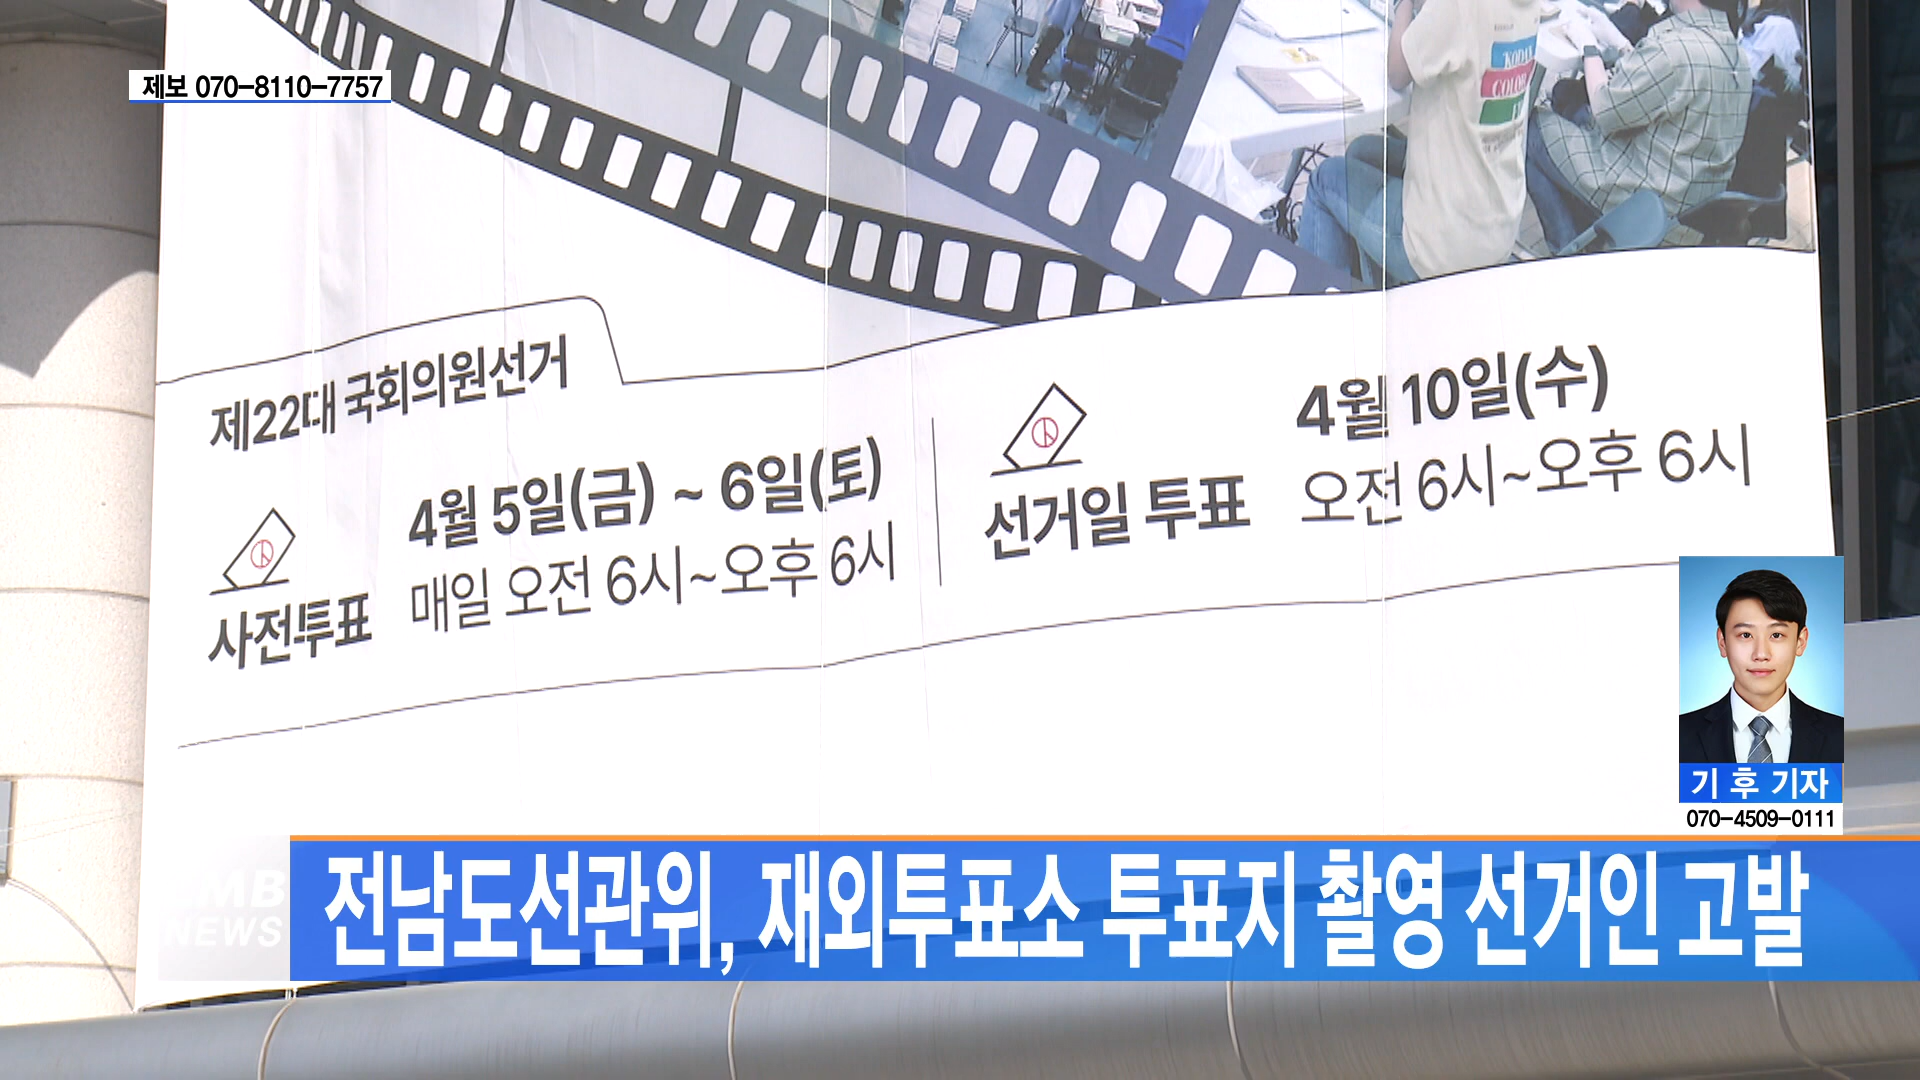 제보 070-8110-7757
KODAK
COLOR
제22대 국회의원선거
사전투표
4월 5일(금) ~ 6일(토)
매일 오전 6시~오후 6시
선거일 투표
4월 10일(수)
오전 6시~오후 6시
기 후 기자
070-4509-0111
MB
NEWS
전남도선관위, 재외투표소 투표지 촬영 선거인 고발